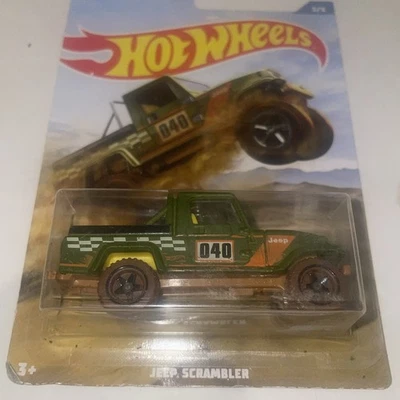 Hot Wheels
040
040
Jeep
3+
JEEP SCRAMBLER